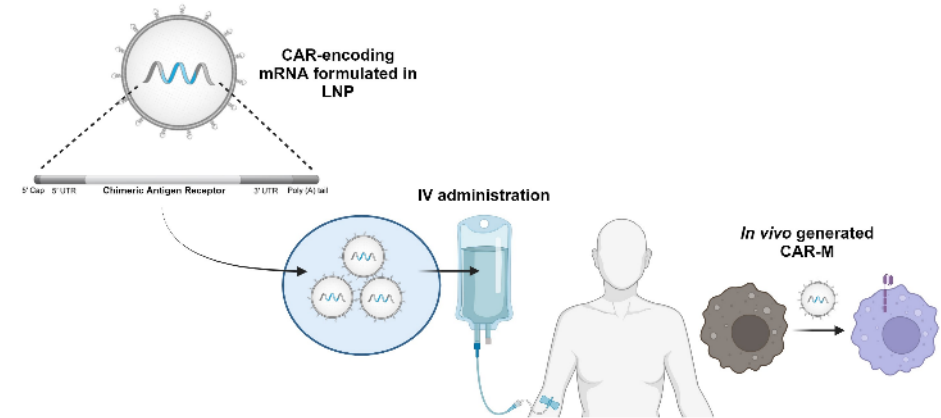 CAR-encoding
mRNA formulated in
LNP
5' Cap 5' UTR Chimeric Antigen Receptor 3' UTR Poly (A) tail
IV administration
In vivo generated
CAR-M